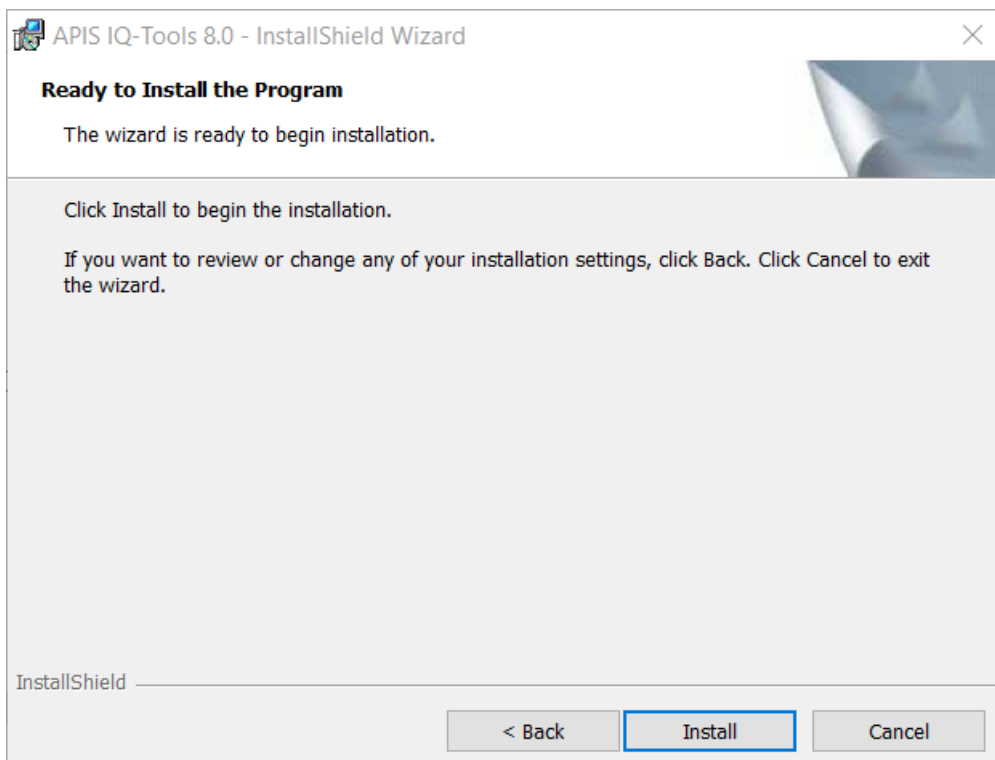 APIS IQ-Tools 8.0 - InstallShield Wizard
Ready to Install the Program
The wizard is ready to begin installation.
Click Install to begin the installation.
If you want to review or change any of your installation settings, click Back. Click Cancel to exit
the wizard.
InstallShield
< Back
Install
Cancel